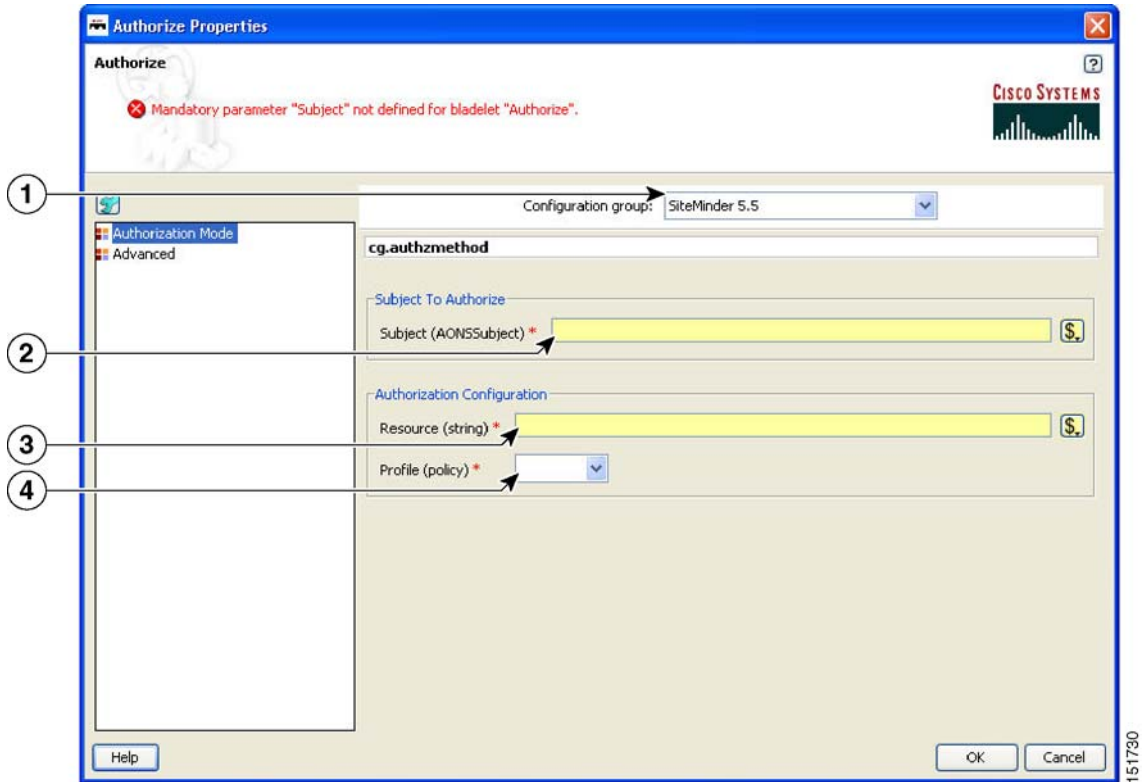 Authorize Properties
Authorize
?
Mandatory parameter "Subject" not defined for bladelet "Authorize".
CISCO SYSTEMS
1
Configuration group: SiteMinder 5.5
Authorization Mode
Advanced
cg.authzmethod
Subject To Authorize
Subject (AONSSubject) * $
2
Authorization Configuration
Resource (string) * $
3
Profile (policy) *
4
Help
OK
Cancel
151730